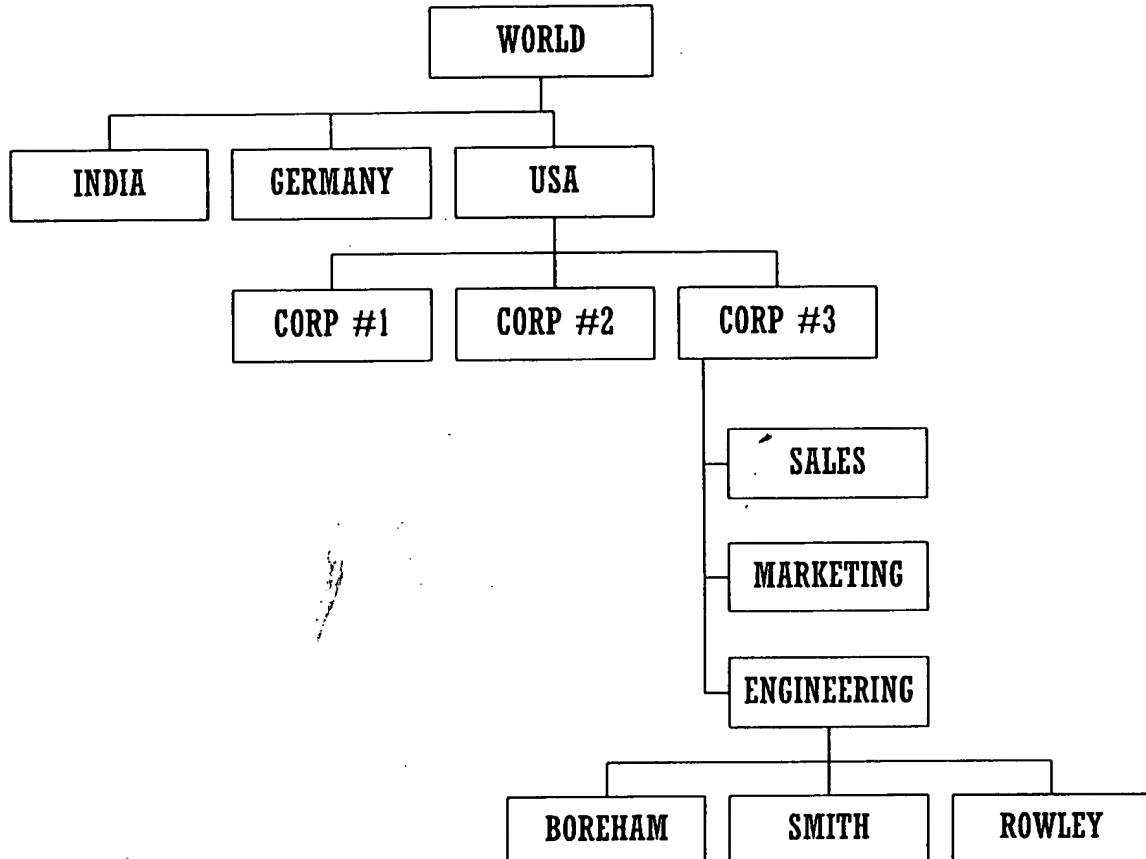 WORLD
INDIA GERMANY USA
CORP #1 CORP #2 CORP #3
SALES
MARKETING
ENGINEERING
BOREHAM SMITH ROWLEY